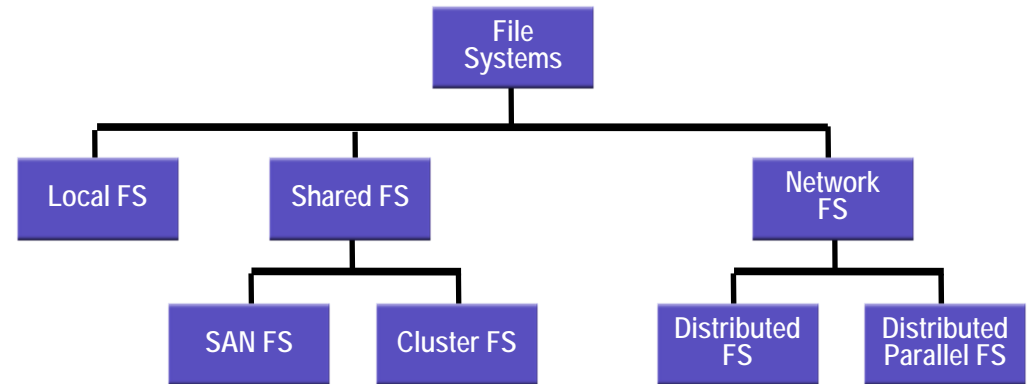 File
Systems
Local FS
Shared FS
Network
FS
SAN FS
Cluster FS
Distributed
FS
Distributed
Parallel FS